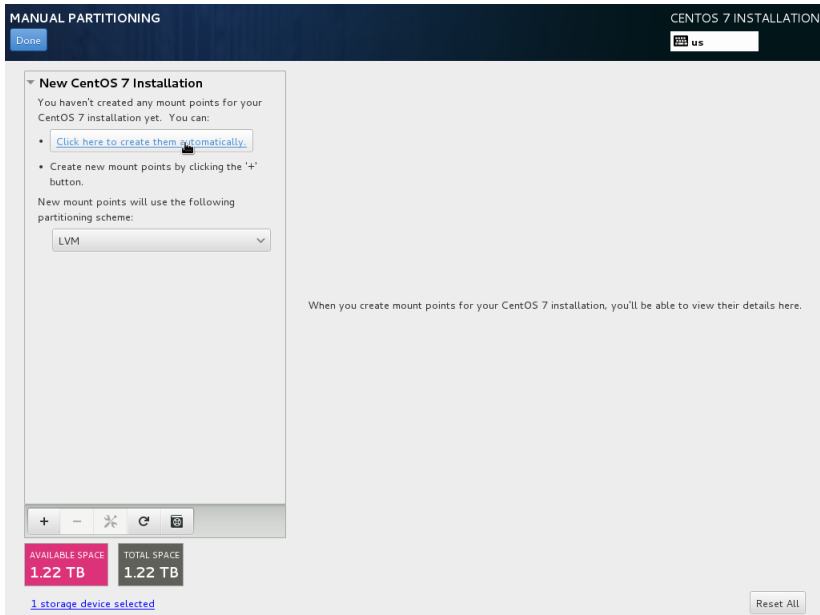 MANUAL PARTITIONING
CENTOS 7 INSTALLATION
Done
us
New CentOS 7 Installation
You haven't created any mount points for your
CentOS 7 installation yet. You can:
• Click here to create them automatically.
• Create new mount points by clicking the '+'
button.
New mount points will use the following
partitioning scheme:
LVM
When you create mount points for your CentOS 7 installation, you'll be able to view their details here.
AVAILABLE SPACE
1.22 TB
TOTAL SPACE
1.22 TB
1 storage device selected
Reset All